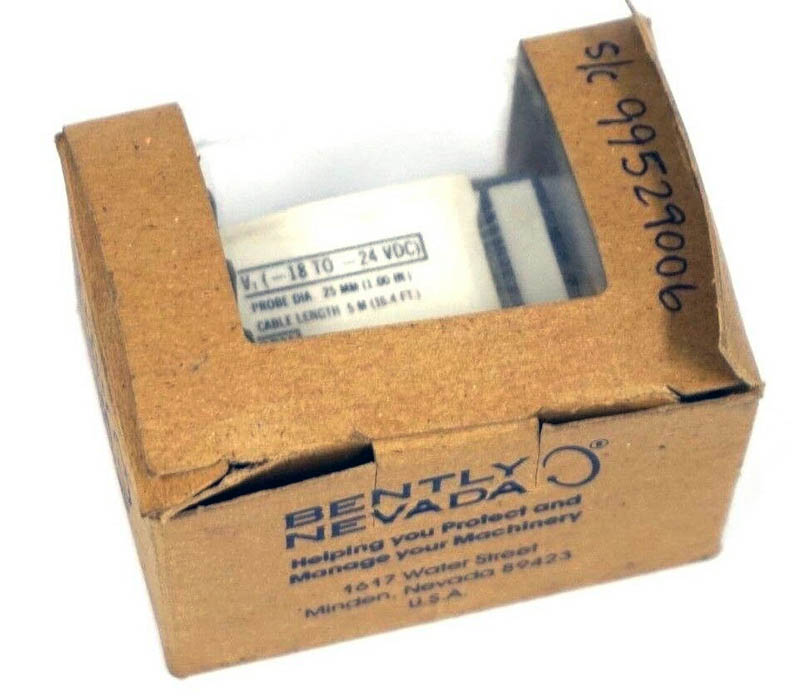 s/c 99529006
V₁ (-18 TO -24 VDC)
PROBE DIA. 25 MM (1.00 IN)
CABLE LENGTH 5 M (16.4 FT.)
BENTLY
NEVADA ®
Helping you Protect and
Manage your Machinery
1617 Water Street
Minden, Nevada 89423
U.S.A.